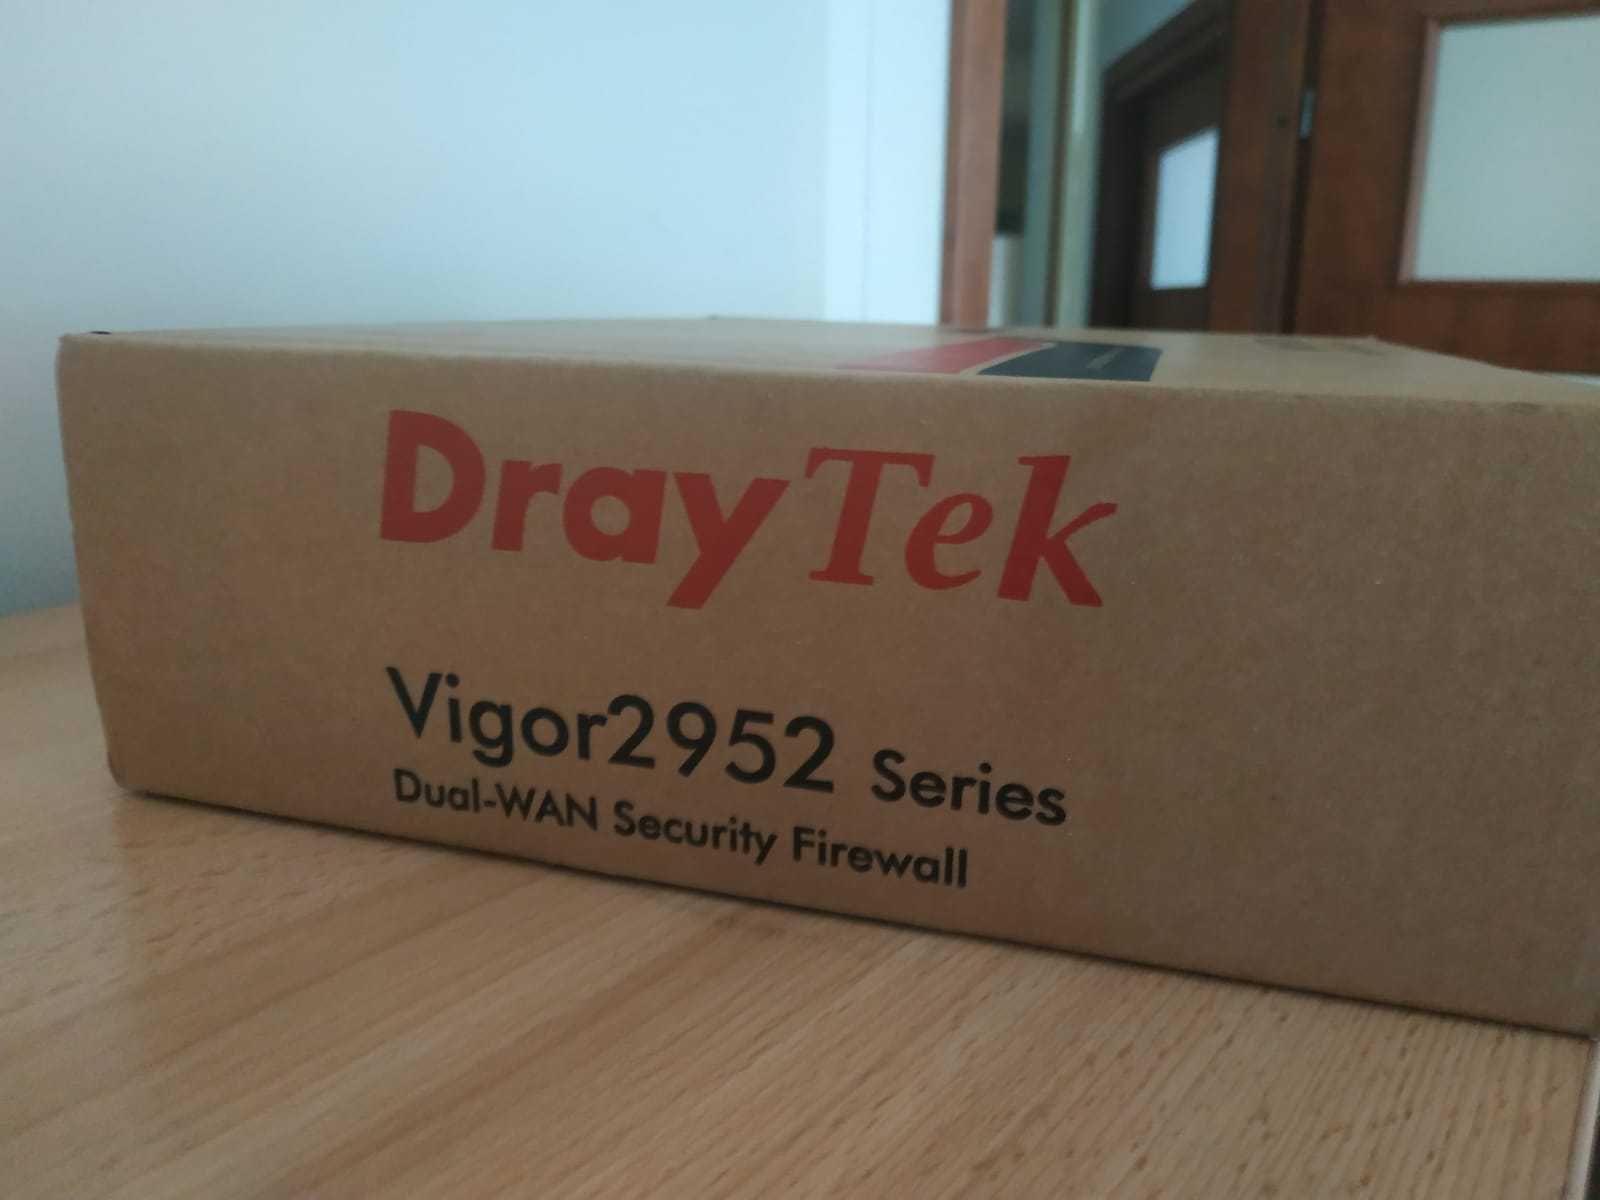 DrayTek
Vigor2952 Series
Dual-WAN Security Firewall